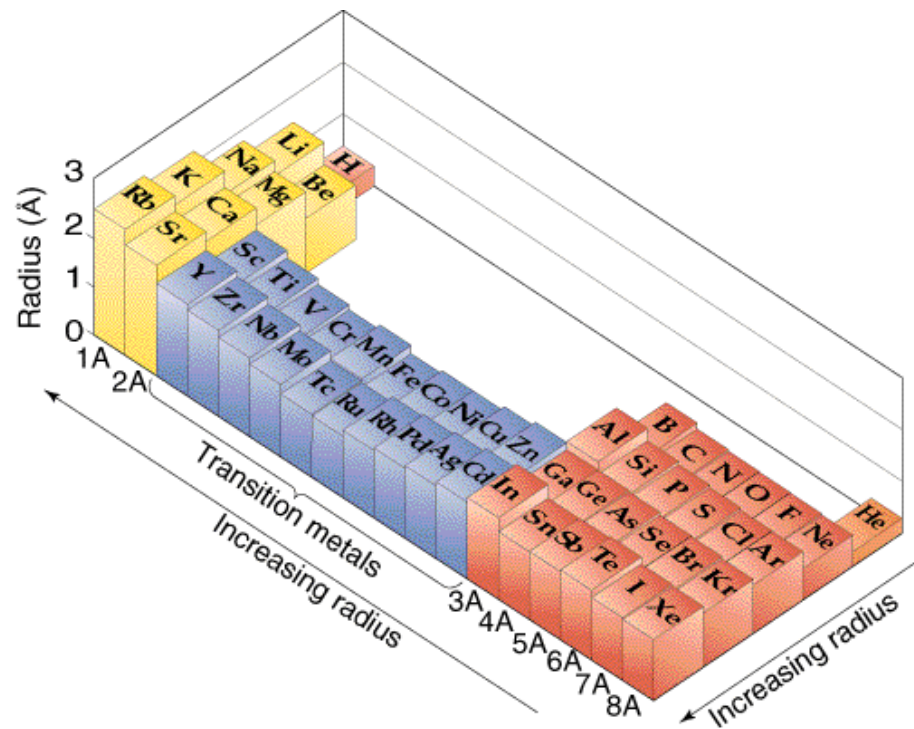 3
2
1
0
Radius (Å)
H
Li
Be
Na
Mg
K
Ca
Sc
Ti
V
Cr
Mn
Fe
Co
Ni
Cu
Zn
Rb
Sr
Y
Zr
Nb
Mo
Tc
Ru
Rh
Pd
Ag
Cd
In
Sn
Sb
Te
I
Xe
Ga
Ge
As
Se
Br
Kr
Al
Si
P
S
Cl
Ar
B
C
N
O
F
Ne
He
1A
2A
3A
4A
5A
6A
7A
8A
Transition metals
Increasing radius
Increasing radius